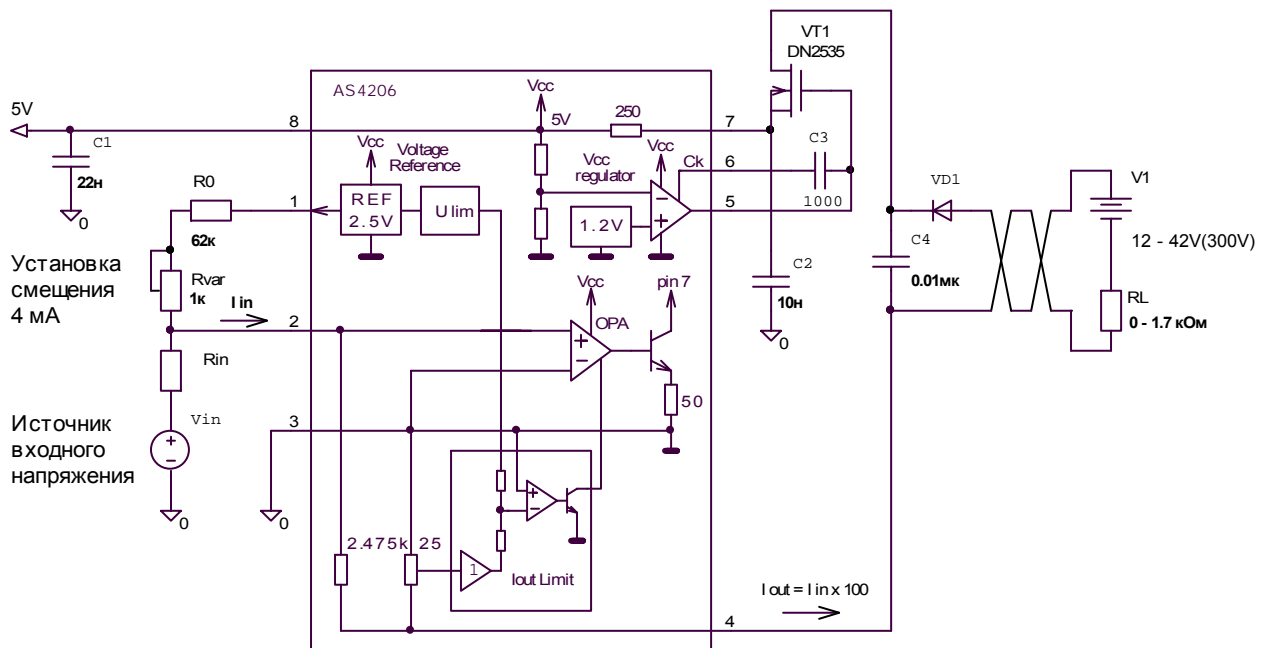 VT1
DN2535
AS4206
Vcc
5V
8
5V
250
7
C1
22н
0
Vcc
Voltage
Reference
Vcc
regulator
Vcc
Ck
6
C3
1000
R0
62к
1
REF
2.5V
U lim
1.2V
5
V1
VD1
12 - 42V(300V)
C4
0.01мк
RL
0 - 1.7 кОм
Установка
смещения
4 мА
Rvar
1к
I in
2
Vcc
OPA
pin 7
C2
10н
0
Rin
50
Vin
3
Источник
входного
напряжения
0
0
2.475k
25
1
Iout Limit
I out = I in x 100
4